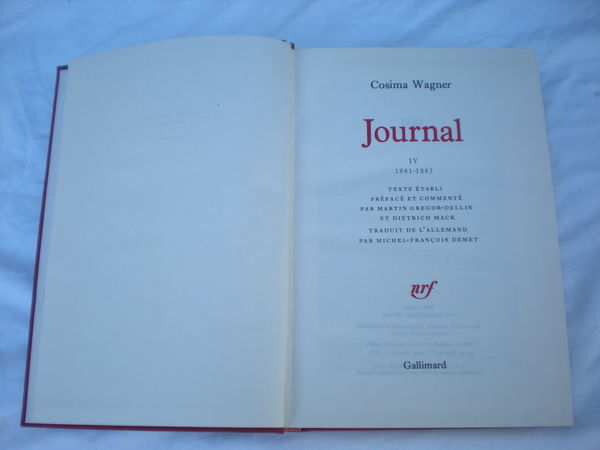 Cosima Wagner
Journal
IV
1881-1883
TEXTE ÉTABLI
PRÉFACÉ ET COMMENTÉ
PAR MARTIN GREGOR-DELLIN
ET DIETRICH MACK
TRADUIT DE L'ALLEMAND
PAR MICHEL-FRANÇOIS DEMET
nrf
Gallimard